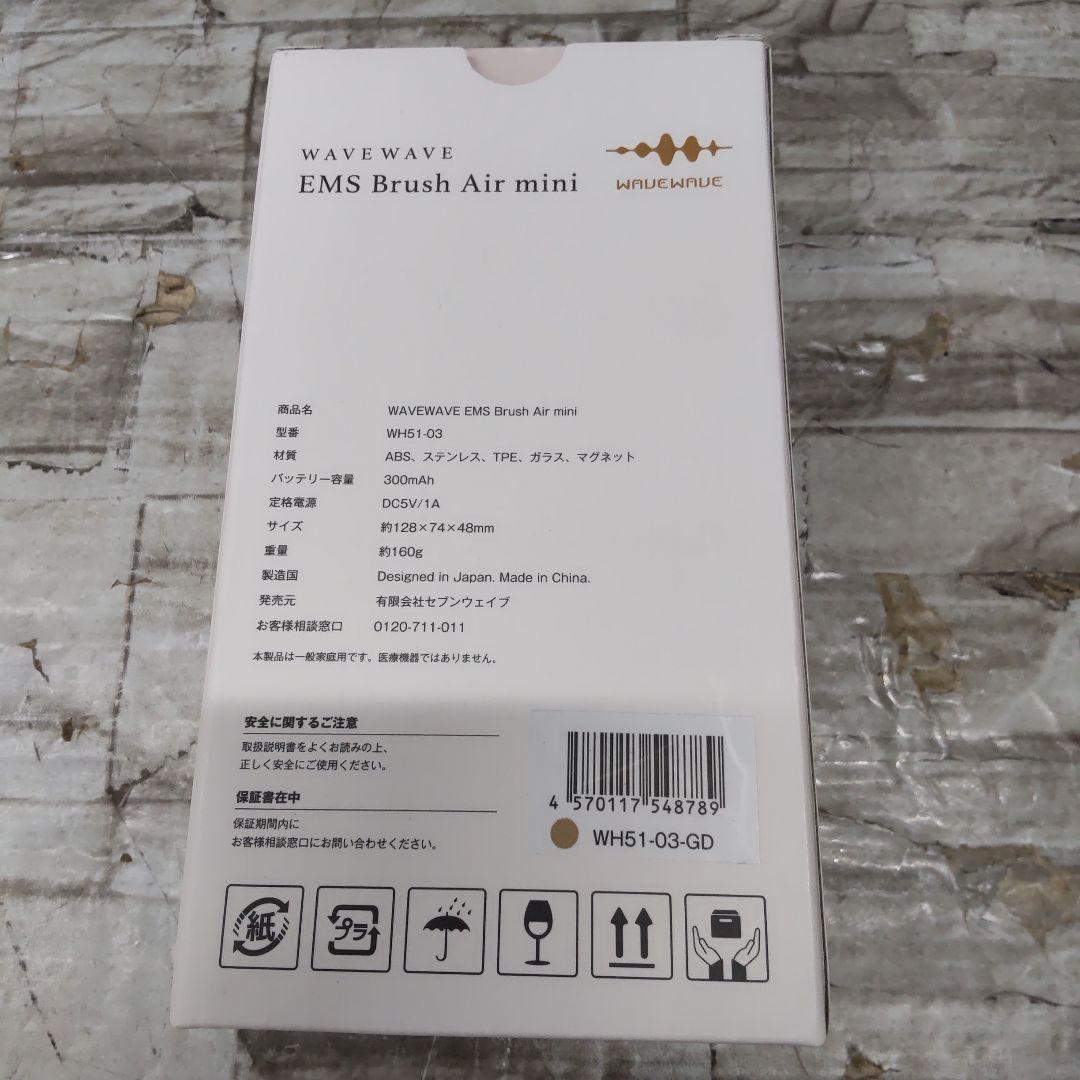 WAVEWAVE
EMS Brush Air mini
WAVEWAVE
商品名 WAVEWAVE EMS Brush Air mini
型番 WH51-03
材質 ABS、ステンレス、TPE、ガラス、マグネット
バッテリー容量 300mAh
定格電源 DC5V/1A
サイズ 約128×74×48mm
重量 約160g
製造国 Designed in Japan. Made in China.
発売元 有限会社セブンウェイブ
お客様相談窓口 0120-711-011
本製品は一般家庭用です。医療機器ではありません。
安全に関するご注意
取扱説明書をよくお読みの上、
正しく安全にご使用ください。
保証書在中
保証期間内に
お客様相談窓口にお問い合わせください。
4 570117 548789
WH51-03-GD
紙
プラ